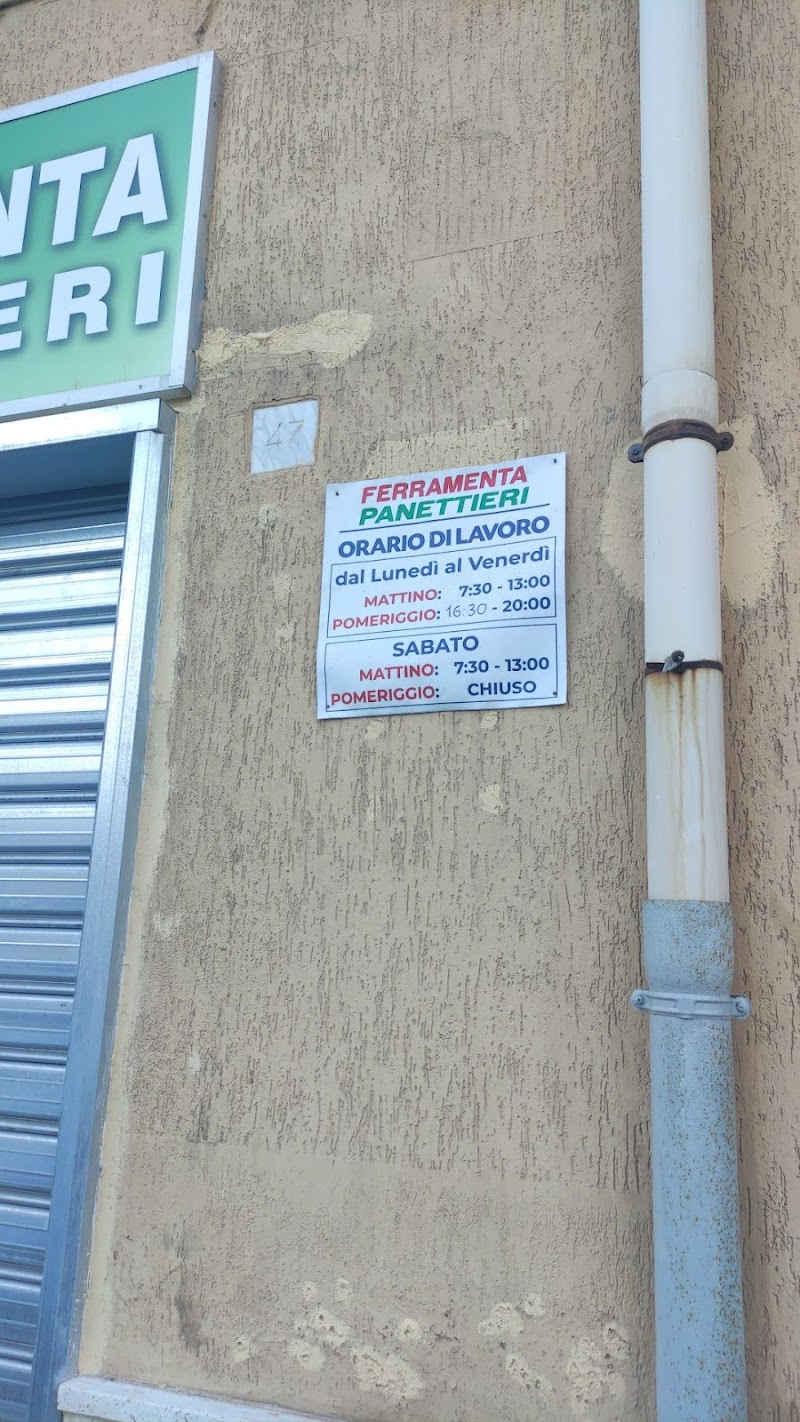 NTA
ERI
47
FERRAMENTA
PANETTIERI
ORARIO DI LAVORO
dal Lunedì al Venerdì
MATTINO: 7:30 - 13:00
POMERIGGIO: 16:30 - 20:00
SABATO
MATTINO: 7:30 - 13:00
POMERIGGIO: CHIUSO